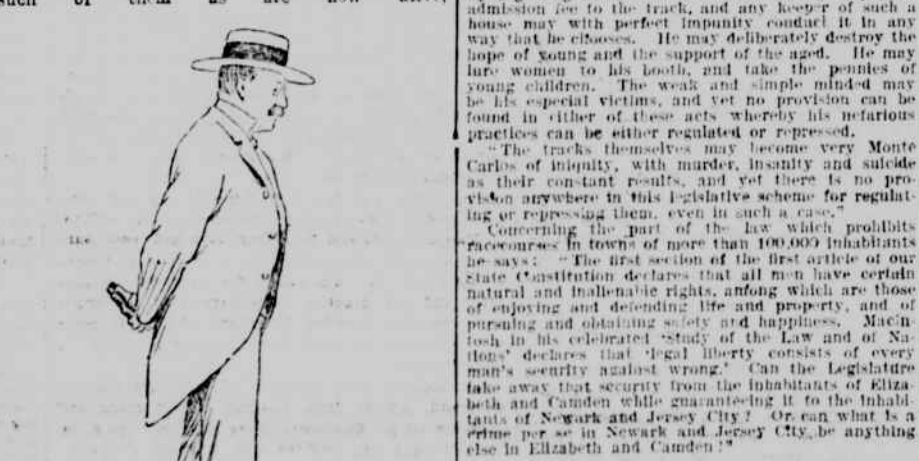 such of them as are now alive,
admission fee to the track, and any keeper of such a
house may with perfect impunity conduct it in any
way that he chooses. He may deliberately destroy the
hope of young and the support of the aged. He may
lure women to his booth, and take the pennies of
young children. The weak and simple minded may
be his especial victims, and yet no provision can be
found in either of these acts whereby his nefarious
practices can be either regulated or repressed.
"The tracks themselves may become very Monte
Carlos of iniquity, with murder, insanity and suicide
as their constant results, and yet there is no pro-
vision anywhere in this legislative scheme for regulat-
ing or repressing them, even in such a case."
Concerning the part of the law which prohibits
racecourses in towns of more than 100,000 inhabitants
he says: "The first section of the first article of our
State Constitution declares that all men have certain
natural and inalienable rights, among which are those
of enjoying and defending life and property, and of
pursuing and obtaining safety and happiness. Macin-
tosh in his celebrated 'Study of the Law and of Na-
tions' declares that 'legal liberty consists of every
man's security against wrong.' Can the Legislature
take away that security from the inhabitants of Eliza-
beth and Camden while guaranteeing it to the inhabi-
tants of Newark and Jersey City? Or can what is a
crime per se in Newark and Jersey City be anything
else in Elizabeth and Camden?"